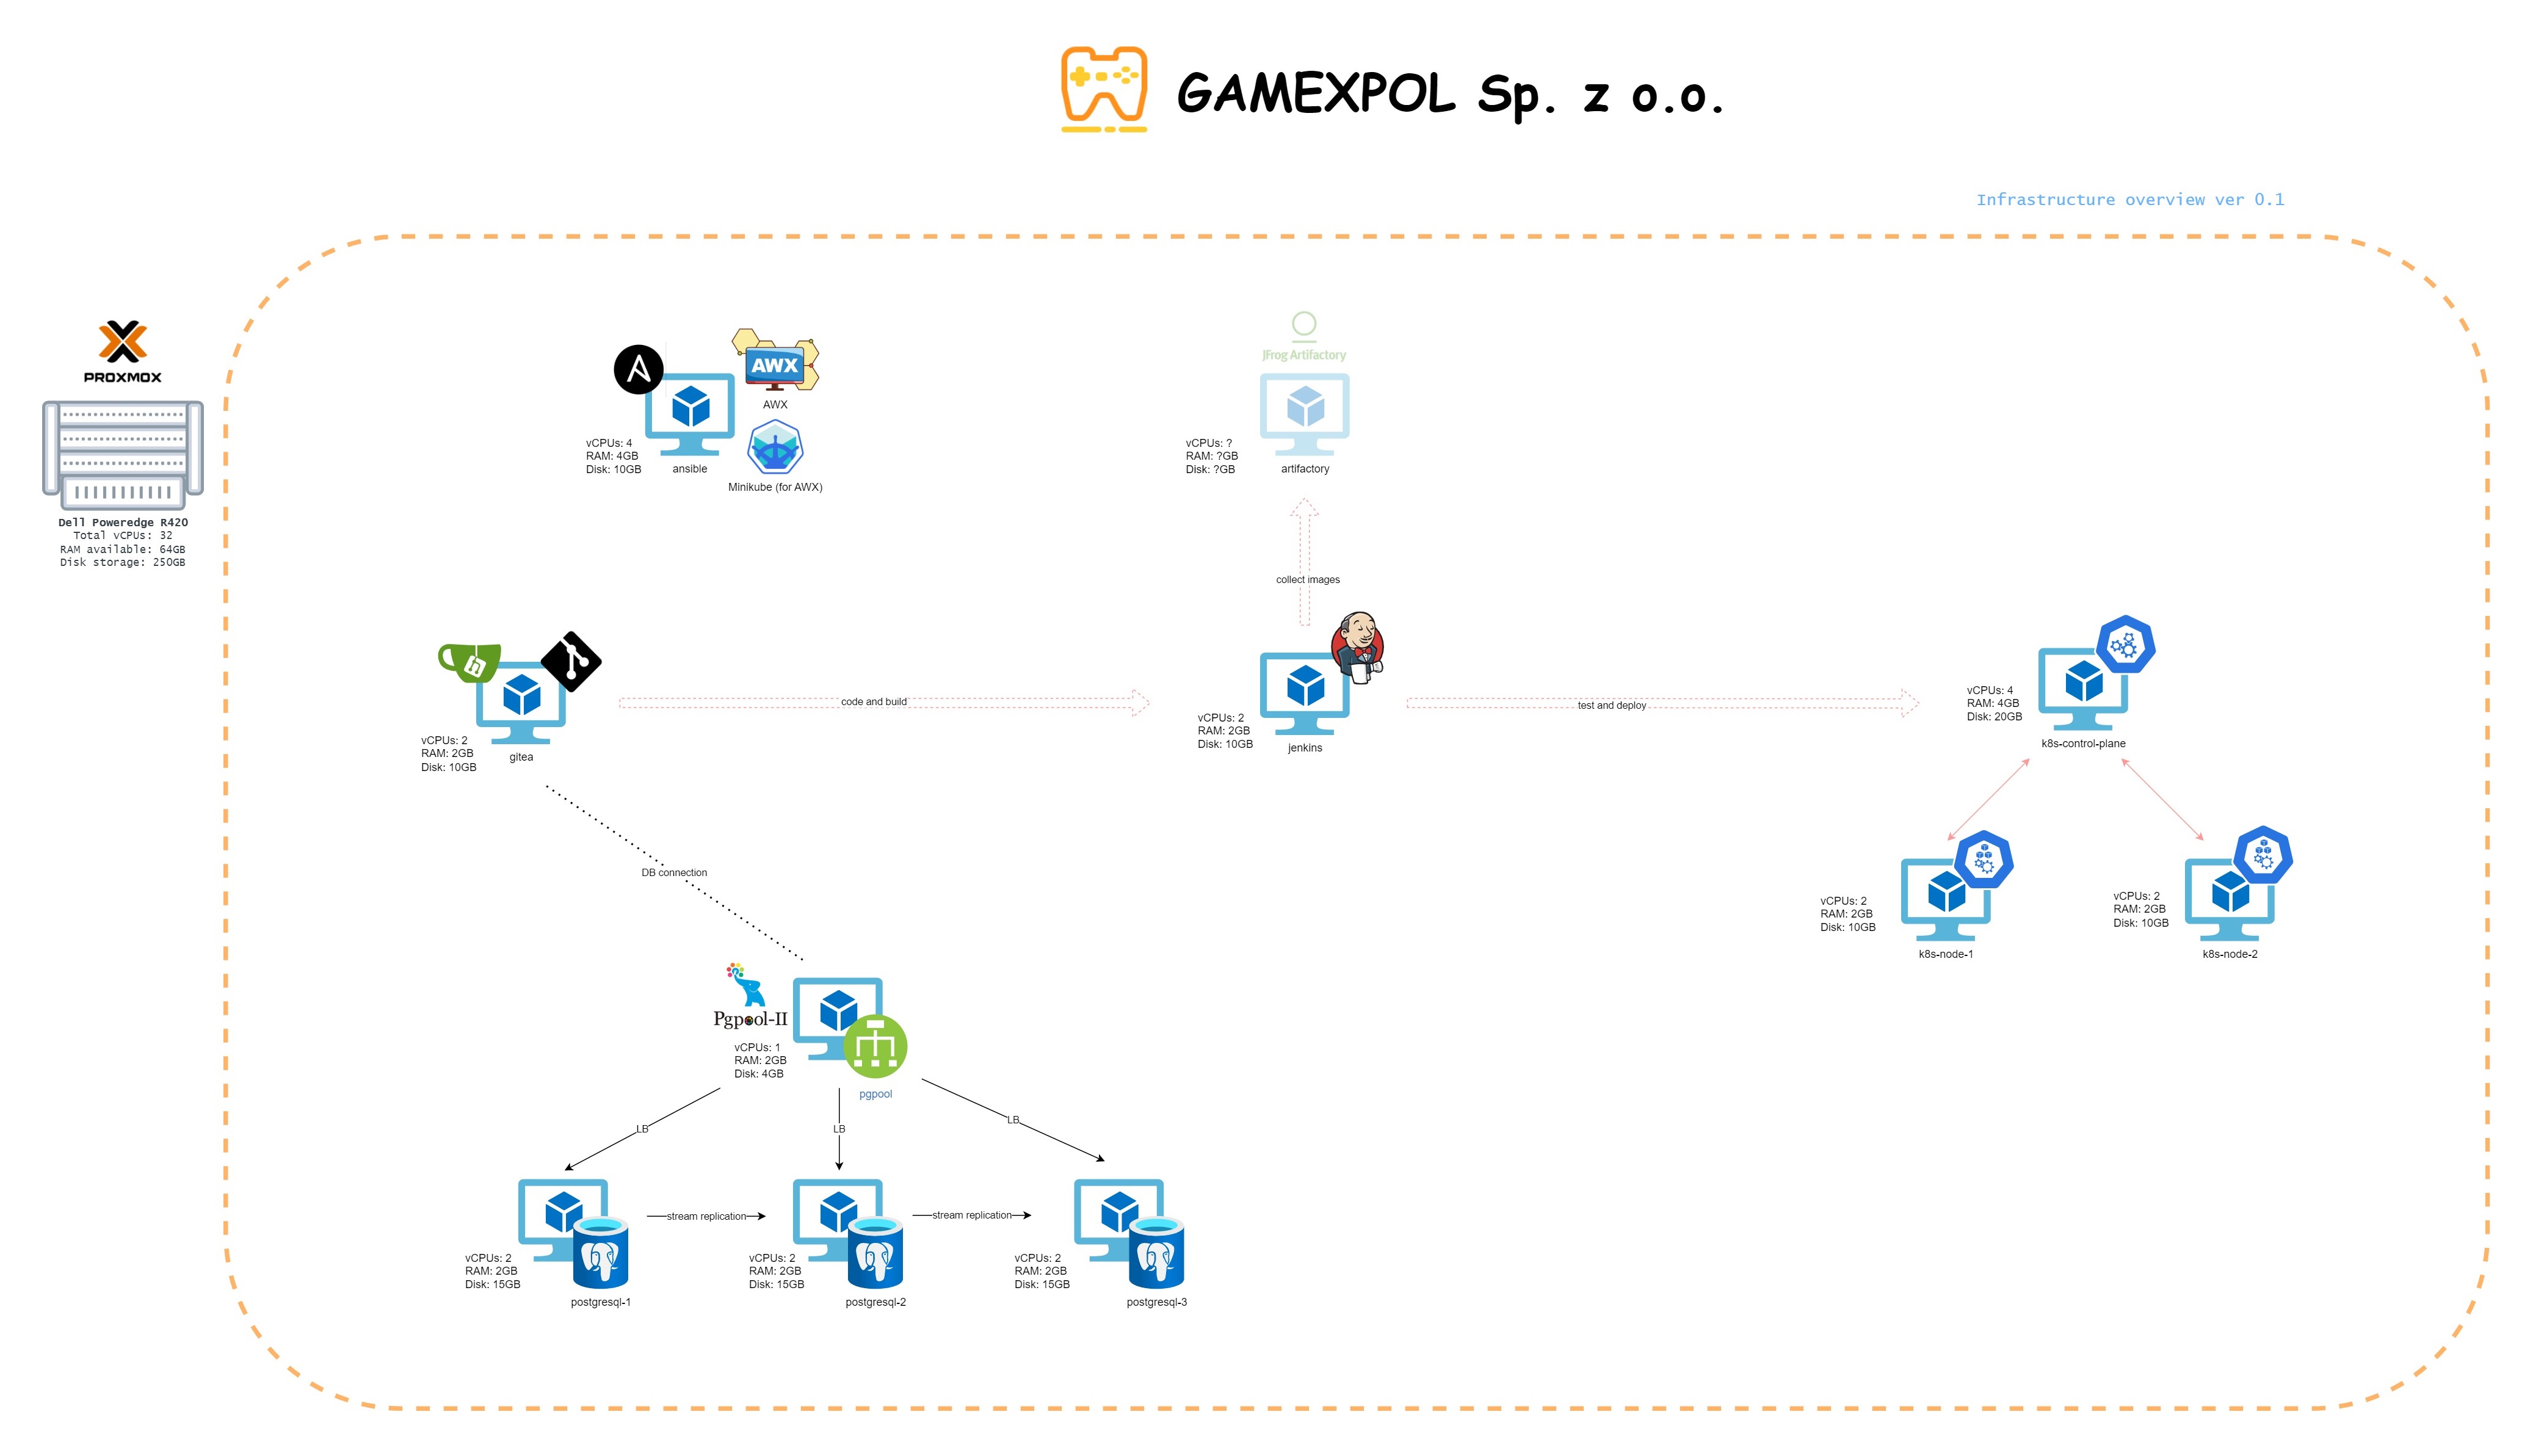 GAMEXPOL Sp. z o.o.
Infrastructure overview ver 0.1
PROXMOX
Dell Poweredge R420
Total vCPUs: 32
RAM available: 64GB
Disk storage: 250GB
AWX
AWX
vCPUs: 4
RAM: 4GB
Disk: 10GB
ansible
Minikube (for AWX)
JFrog Artifactory
vCPUs: ?
RAM: ?GB
Disk: ?GB
artifactory
collect images
vCPUs: 2
RAM: 2GB
Disk: 10GB
gitea
code and build
vCPUs: 2
RAM: 2GB
Disk: 10GB
jenkins
test and deploy
vCPUs: 4
RAM: 4GB
Disk: 20GB
k8s-control-plane
vCPUs: 2
RAM: 2GB
Disk: 10GB
k8s-node-1
vCPUs: 2
RAM: 2GB
Disk: 10GB
k8s-node-2
DB connection
Pgpool-II
vCPUs: 1
RAM: 2GB
Disk: 4GB
pgpool
LB
LB
LB
stream replication
stream replication
vCPUs: 2
RAM: 2GB
Disk: 15GB
postgresql-1
vCPUs: 2
RAM: 2GB
Disk: 15GB
postgresql-2
vCPUs: 2
RAM: 2GB
Disk: 15GB
postgresql-3